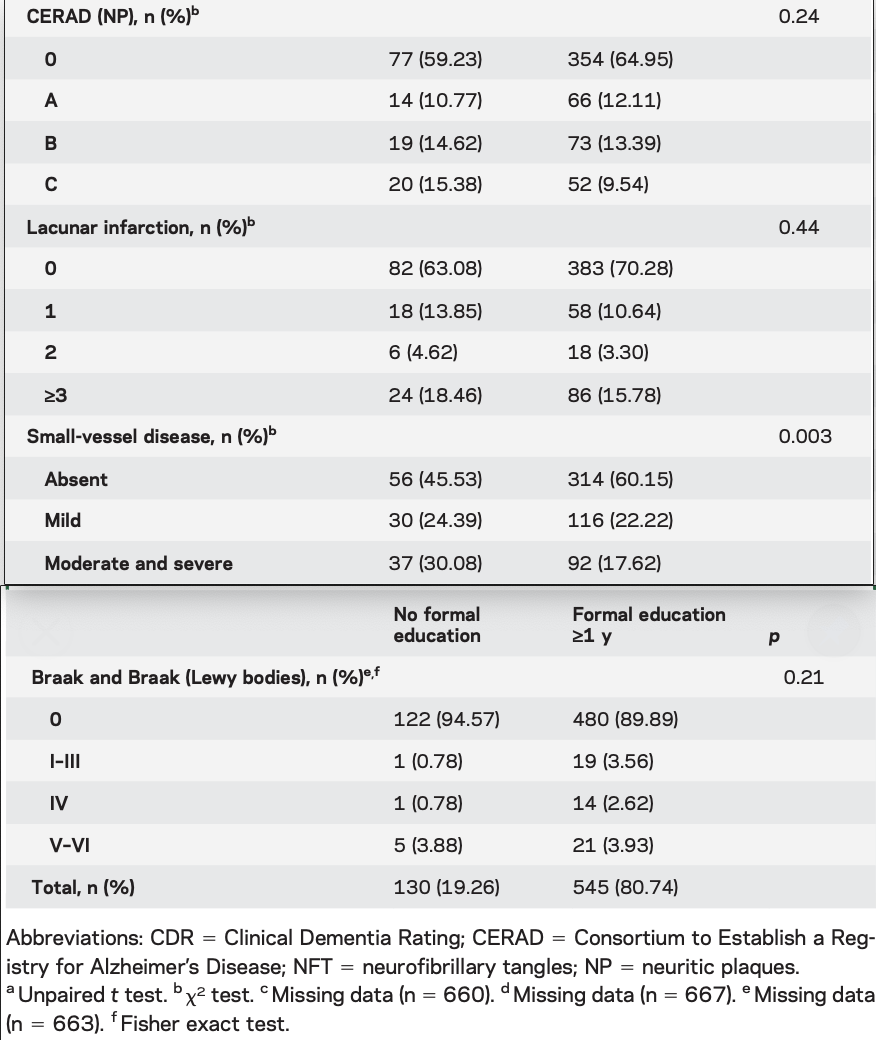 CERAD (NP), n (%)b 0.24
0 77 (59.23) 354 (64.95)
A 14 (10.77) 66 (12.11)
B 19 (14.62) 73 (13.39)
C 20 (15.38) 52 (9.54)
Lacunar infarction, n (%)b 0.44
0 82 (63.08) 383 (70.28)
1 18 (13.85) 58 (10.64)
2 6 (4.62) 18 (3.30)
≥3 24 (18.46) 86 (15.78)
Small-vessel disease, n (%)b 0.003
Absent 56 (45.53) 314 (60.15)
Mild 30 (24.39) 116 (22.22)
Moderate and severe 37 (30.08) 92 (17.62)
No formal Formal education
education ≥1 y p
Braak and Braak (Lewy bodies), n (%)e,f 0.21
0 122 (94.57) 480 (89.89)
I–III 1 (0.78) 19 (3.56)
IV 1 (0.78) 14 (2.62)
V–VI 5 (3.88) 21 (3.93)
Total, n (%) 130 (19.26) 545 (80.74)
Abbreviations: CDR = Clinical Dementia Rating; CERAD = Consortium to Establish a Reg-
istry for Alzheimer's Disease; NFT = neurofibrillary tangles; NP = neuritic plaques.
a Unpaired t test. b χ2 test. c Missing data (n = 660). d Missing data (n = 667). e Missing data
(n = 663). f Fisher exact test.